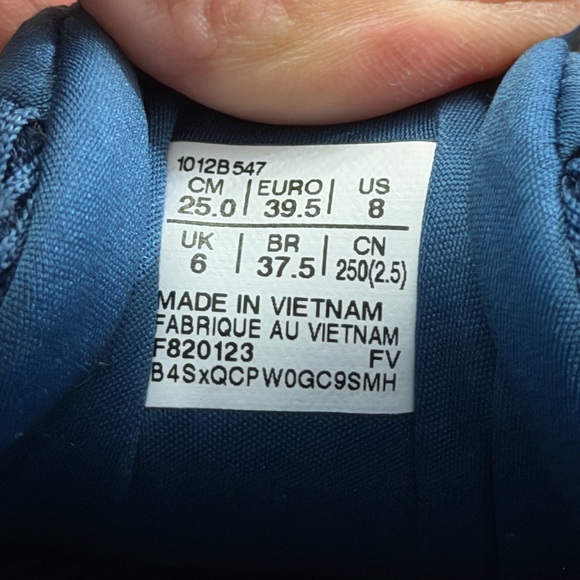 1012B547
CM | EURO | US
25.0 | 39.5 | 8
UK | BR | CN
6 | 37.5 | 250(2.5)
MADE IN VIETNAM
FABRIQUE AU VIETNAM
F820123 FV
B4SxQCPW0GC9SMH